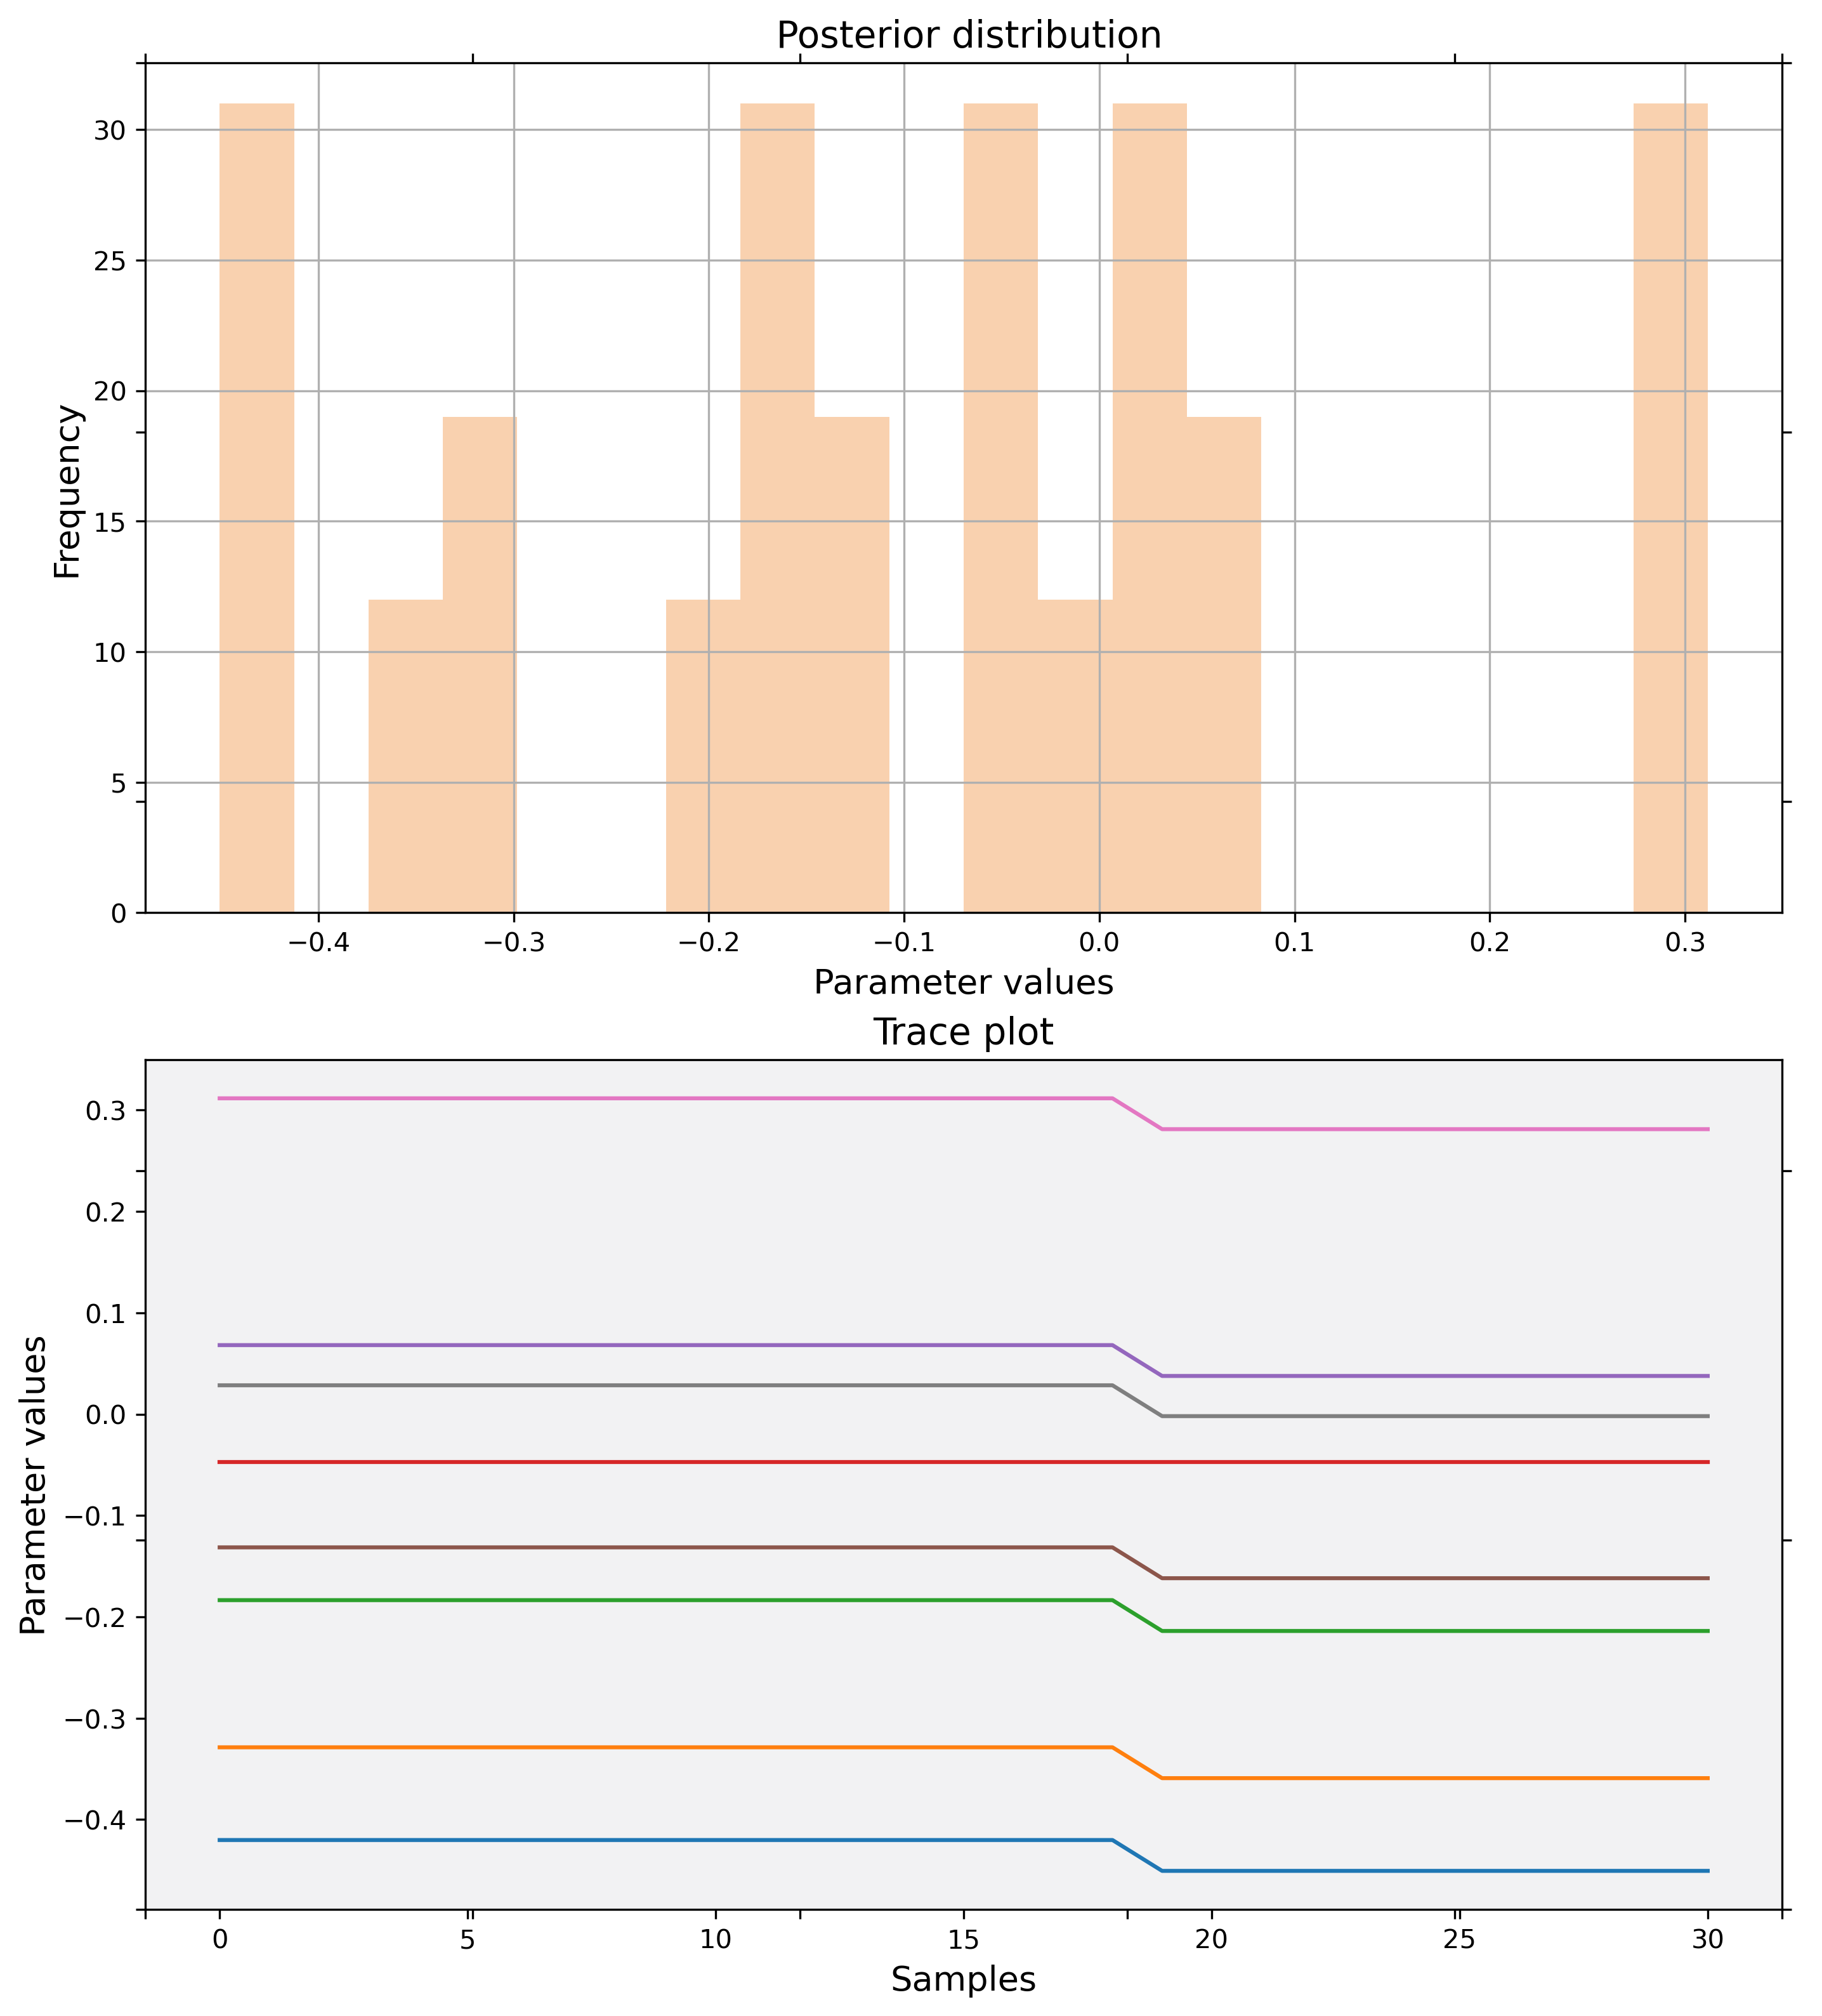 Posterior distribution
30
25
20
15
10
5
0
Frequency
−0.4 −0.3 −0.2 −0.1 0.0 0.1 0.2 0.3
Parameter values
Trace plot
0.3
0.2
0.1
0.0
−0.1
−0.2
−0.3
−0.4
Parameter values
0 5 10 15 20 25 30
Samples